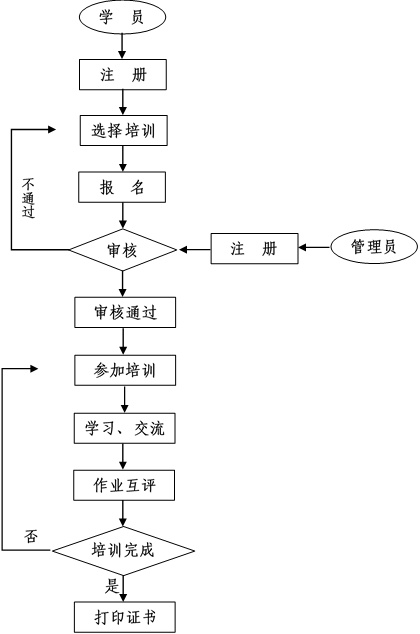 学 员
注 册
选择培训
不通过
报 名
审核
注 册
管理员
审核通过
参加培训
学习、交流
作业互评
否
培训完成
是
打印证书